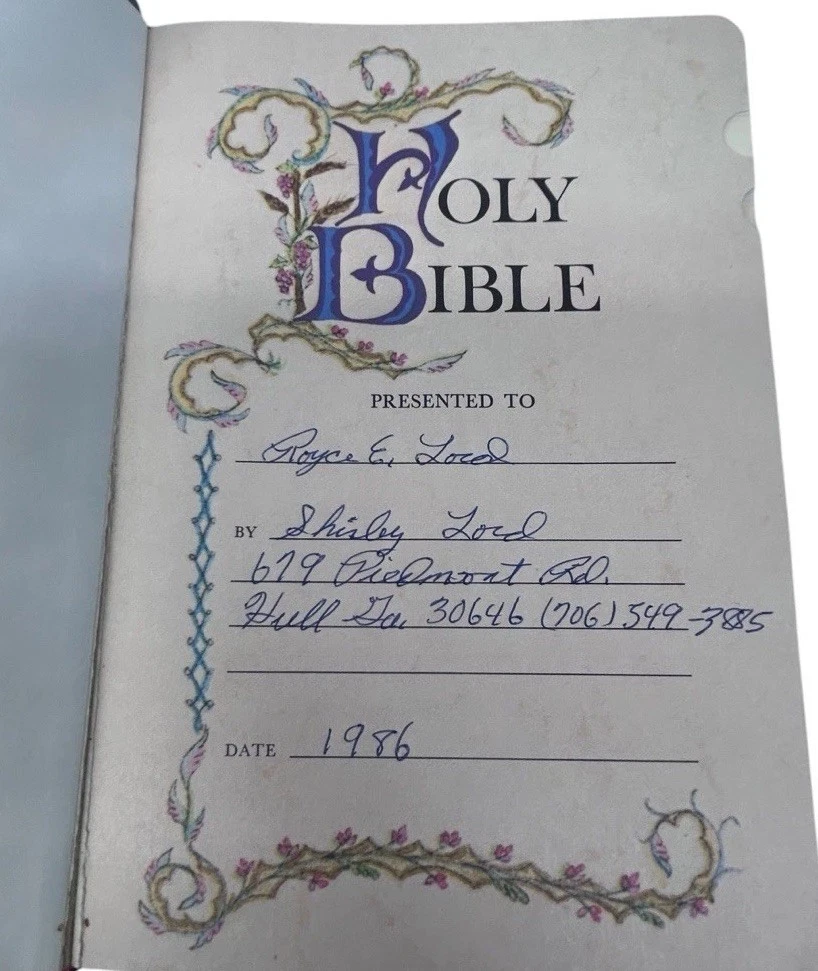 HOLY
BIBLE
PRESENTED TO
Royce E. Lord
BY Shirley Lord
679 Piedmont Rd.
Hull Ga. 30646 (706) 549-3885
DATE 1986